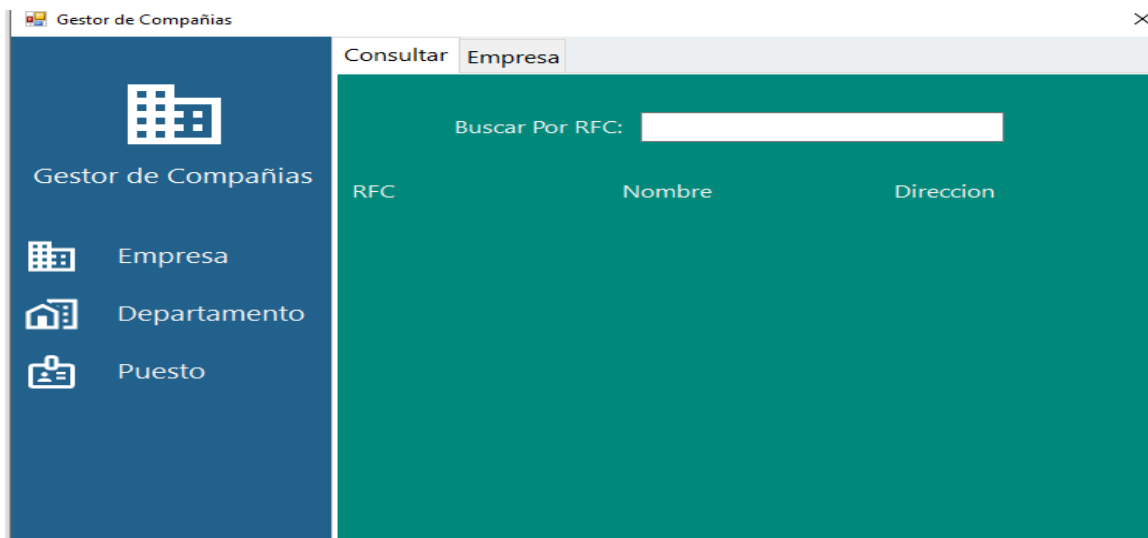 Gestor de Compañias
Consultar Empresa
Buscar Por RFC:
Gestor de Compañias
RFC Nombre Direccion
Empresa
Departamento
Puesto